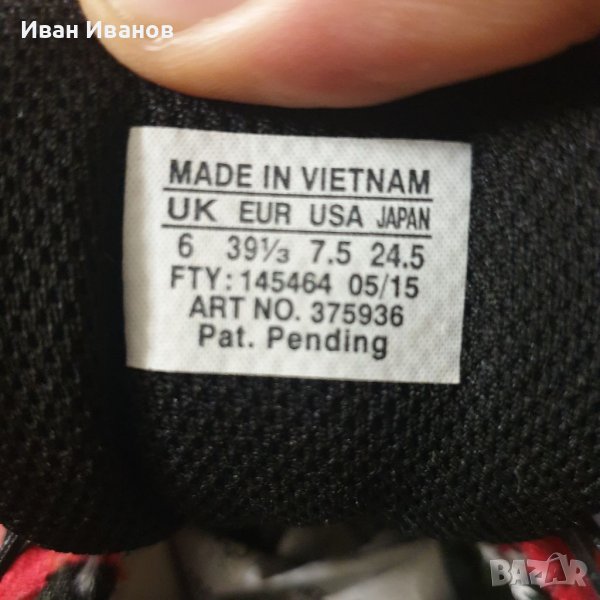 Иван Иванов
MADE IN VIETNAM
UK EUR USA JAPAN
6 39⅓ 7.5 24.5
FTY: 145464 05/15
ART NO. 375936
Pat. Pending
BAZAR